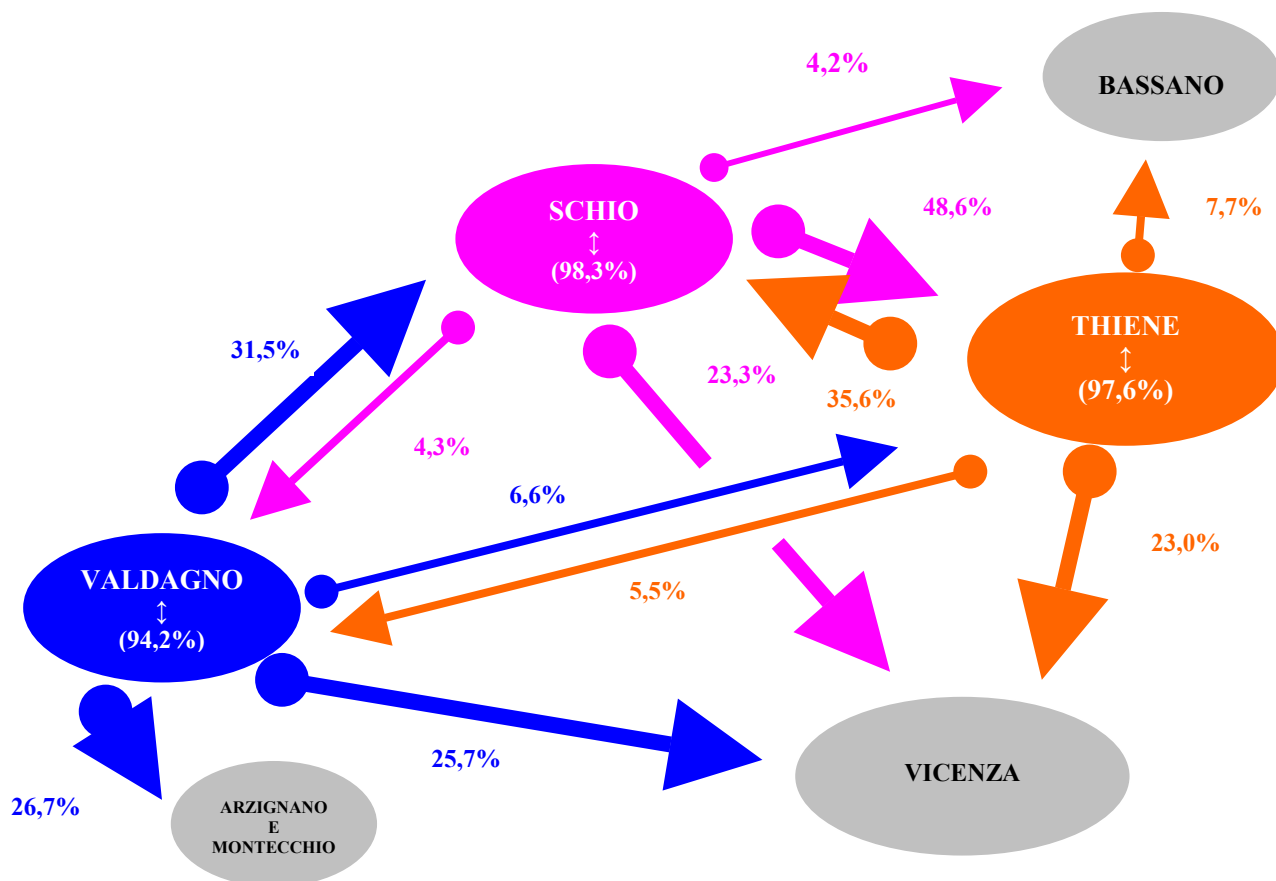 4,2%
BASSANO
SCHIO
↕
(98,3%)
48,6%
7,7%
THIENE
↕
(97,6%)
31,5%
23,3%
35,6%
4,3%
6,6%
23,0%
VALDAGNO
↕
(94,2%)
5,5%
25,7%
VICENZA
26,7%
ARZIGNANO
E
MONTECCHIO